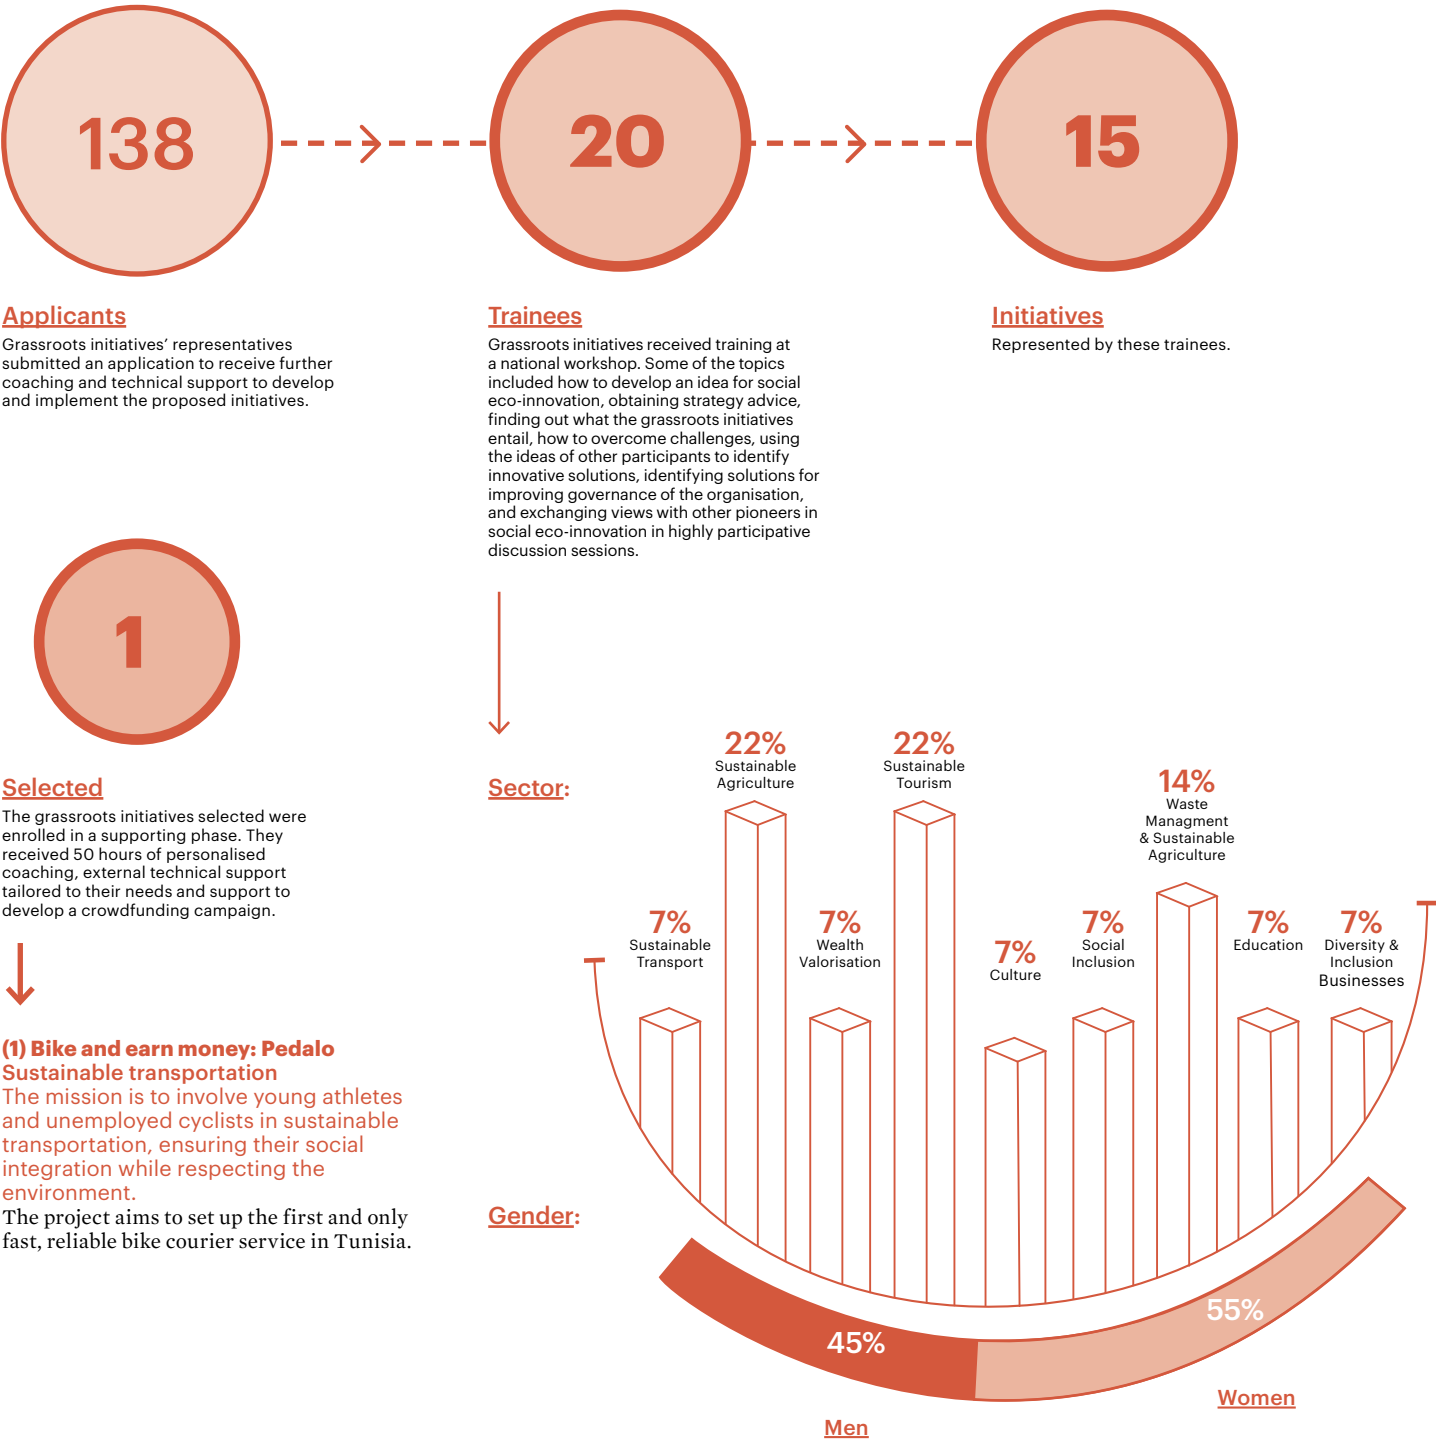 138
20
15
Applicants
Grassroots initiatives’ representatives
submitted an application to receive further
coaching and technical support to develop
and implement the proposed initiatives.
Trainees
Grassroots initiatives received training at
a national workshop. Some of the topics
included how to develop an idea for social
eco-innovation, obtaining strategy advice,
finding out what the grassroots initiatives
entail, how to overcome challenges, using
the ideas of other participants to identify
innovative solutions, identifying solutions for
improving governance of the organisation,
and exchanging views with other pioneers in
social eco-innovation in highly participative
discussion sessions.
Initiatives
Represented by these trainees.
1
Selected
The grassroots initiatives selected were
enrolled in a supporting phase. They
received 50 hours of personalised
coaching, external technical support
tailored to their needs and support to
develop a crowdfunding campaign.
(1) Bike and earn money: Pedalo
Sustainable transportation
The mission is to involve young athletes
and unemployed cyclists in sustainable
transportation, ensuring their social
integration while respecting the
environment.
The project aims to set up the first and only
fast, reliable bike courier service in Tunisia.
Sector:
7%
Sustainable
Transport
22%
Sustainable
Agriculture
7%
Wealth
Valorisation
22%
Sustainable
Tourism
7%
Culture
7%
Social
Inclusion
14%
Waste
Managment
& Sustainable
Agriculture
7%
Education
7%
Diversity &
Inclusion
Businesses
Gender:
45%
Men
55%
Women